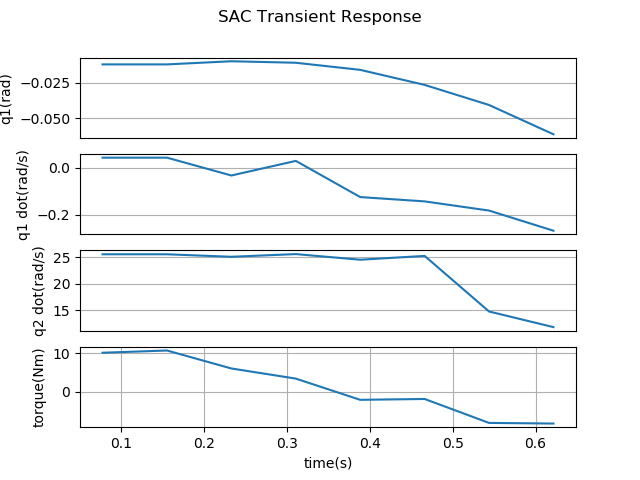 SAC Transient Response
q1(rad)
−0.025
−0.050
q1 dot(rad/s)
0.0
−0.2
q2 dot(rad/s)
25
20
15
torque(Nm)
10
0
0.1 0.2 0.3 0.4 0.5 0.6
time(s)